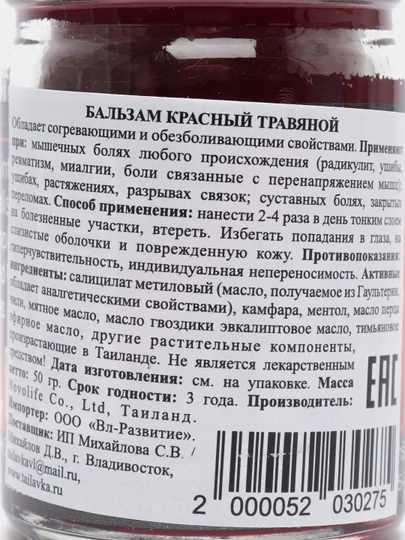 БАЛЬЗАМ КРАСНЫЙ ТРАВЯНОЙ
Обладает согревающими и обезболивающими свойствами. Применяют
при: мышечных болях любого происхождения (радикулит, ушибы,
ревматизм, миалгии, боли связанные с перенапряжением мышц);
ушибах, растяжениях, разрывах связок; суставных болях, закрытых
переломах. Способ применения: нанести 2-4 раза в день тонким слоем
на болезненные участки, втереть. Избегать попадания в глаза, на
слизистые оболочки и поврежденную кожу. Противопоказания:
гиперчувствительность, индивидуальная непереносимость. Активные
ингредиенты: салицилат метиловый (масло, получаемое из Гаультерии,
обладает аналгетическими свойствами), камфара, ментол, масло перца
чили, мятное масло, масло гвоздики эвкалиптовое масло, тимьяновое
эфирное масло, другие растительные компоненты,
произрастающие в Таиланде. Не является лекарственным
средством! Дата изготовления: см. на упаковке. Масса
нетто: 50 гр. Срок годности: 3 года. Производитель:
Novolife Co., Ltd, Таиланд.
Импортер: ООО «Вл-Развитие».
Поставщик: ИП Михайлова С.В. /
Михайлов Д.В., г. Владивосток,
tailavkavl@mail.ru,
www.tailavka.ru
EAC
2 000052 030275